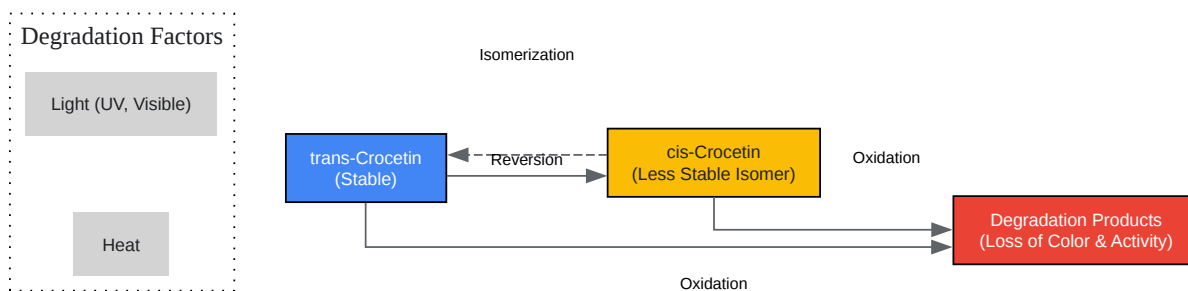 Degradation Factors
Light (UV, Visible)
Heat
Isomerization
trans-Crocetin
(Stable)
Reversion
cis-Crocetin
(Less Stable Isomer)
Oxidation
Degradation Products
(Loss of Color & Activity)
Oxidation